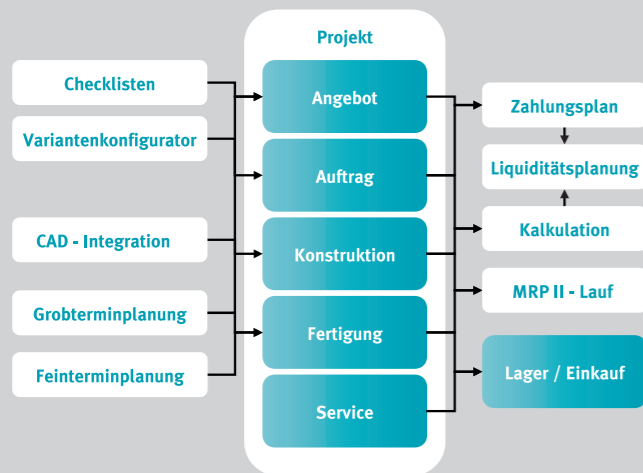 Projekt
Checklisten
Variantenkonfigurator
CAD - Integration
Grobterminplanung
Feinterminplanung
Angebot
Auftrag
Konstruktion
Fertigung
Service
Zahlungsplan
Liquiditätsplanung
Kalkulation
MRP II - Lauf
Lager / Einkauf